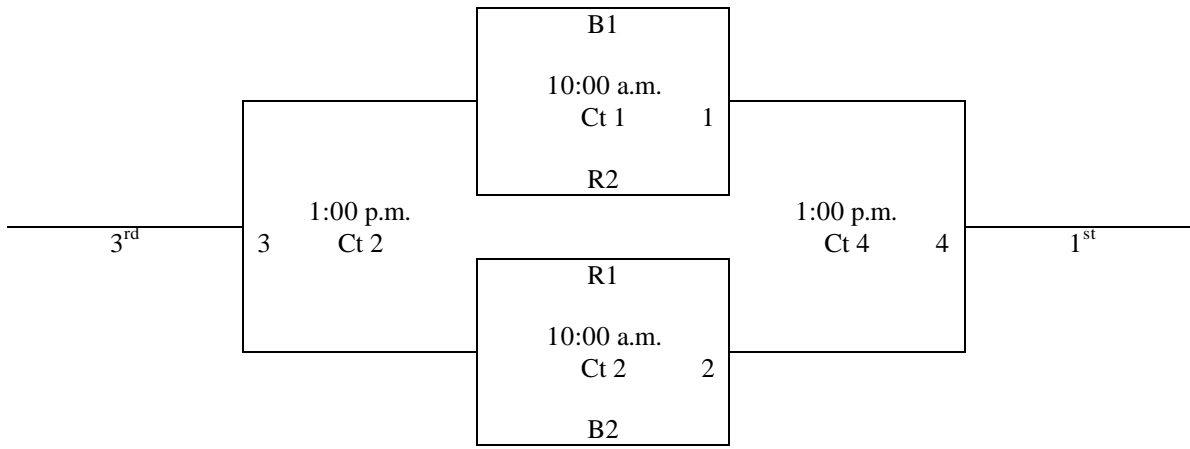 B1
10:00 a.m.
Ct 1 1
R2
1:00 p.m. 1:00 p.m.
3rd 3 Ct 2 Ct 4 4 1st
R1
10:00 a.m.
Ct 2 2
B2